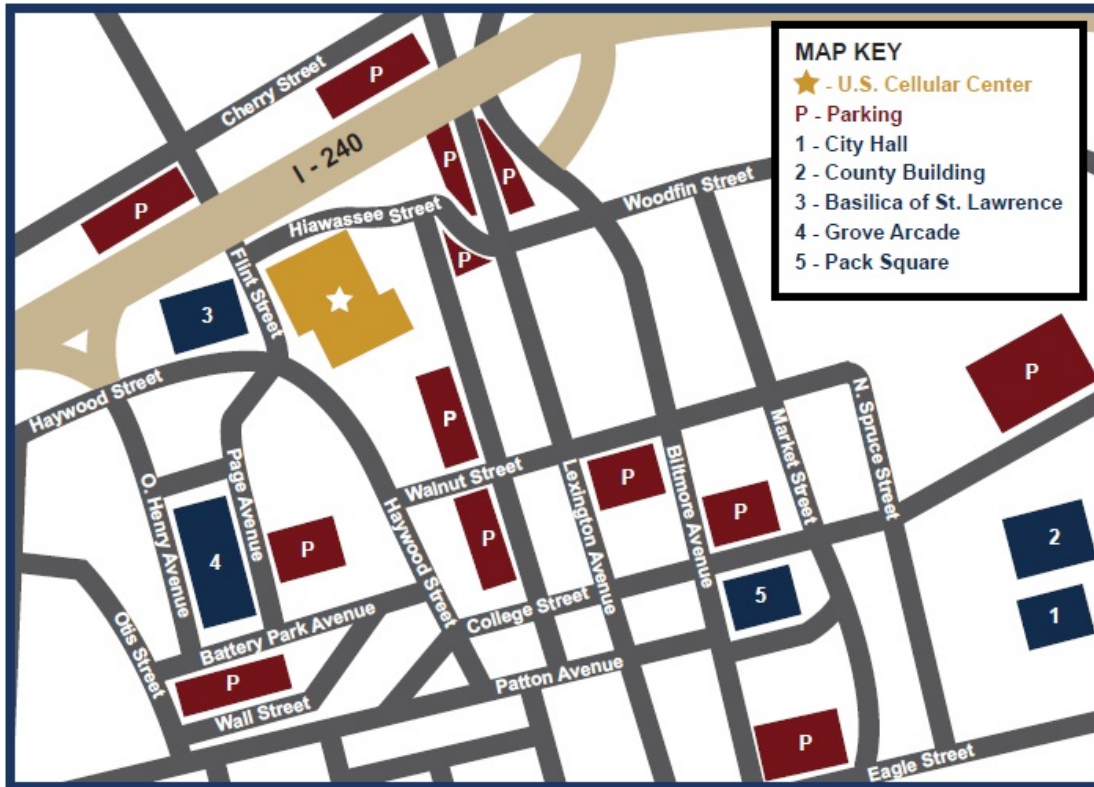 MAP KEY
- U.S. Cellular Center
P - Parking
1 - City Hall
2 - County Building
3 - Basilica of St. Lawrence
4 - Grove Arcade
5 - Pack Square
P
Cherry Street
I - 240
P
P
P
Woodfin Street
Hiawassee Street
P
Flint Street
P
3
Haywood Street
P
P
N. Spruce Street
Market Street
Walnut Street
Lexington Avenue
Biltmore Avenue
P
P
O. Henry Avenue
Page Avenue
Haywood Street
P
P
4
2
5
1
College Street
Battery Park Avenue
Otis Street
Patton Avenue
P
Wall Street
P
Eagle Street